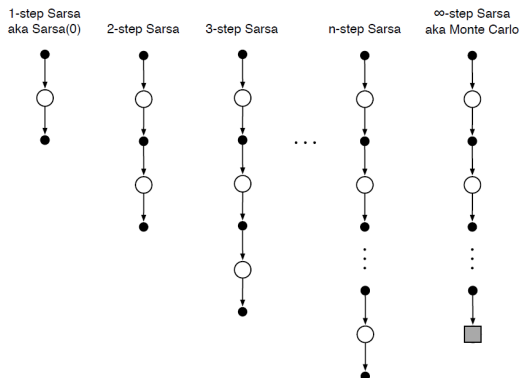 1-step Sarsa
aka Sarsa(0)
2-step Sarsa
3-step Sarsa
n-step Sarsa
∞-step Sarsa
aka Monte Carlo